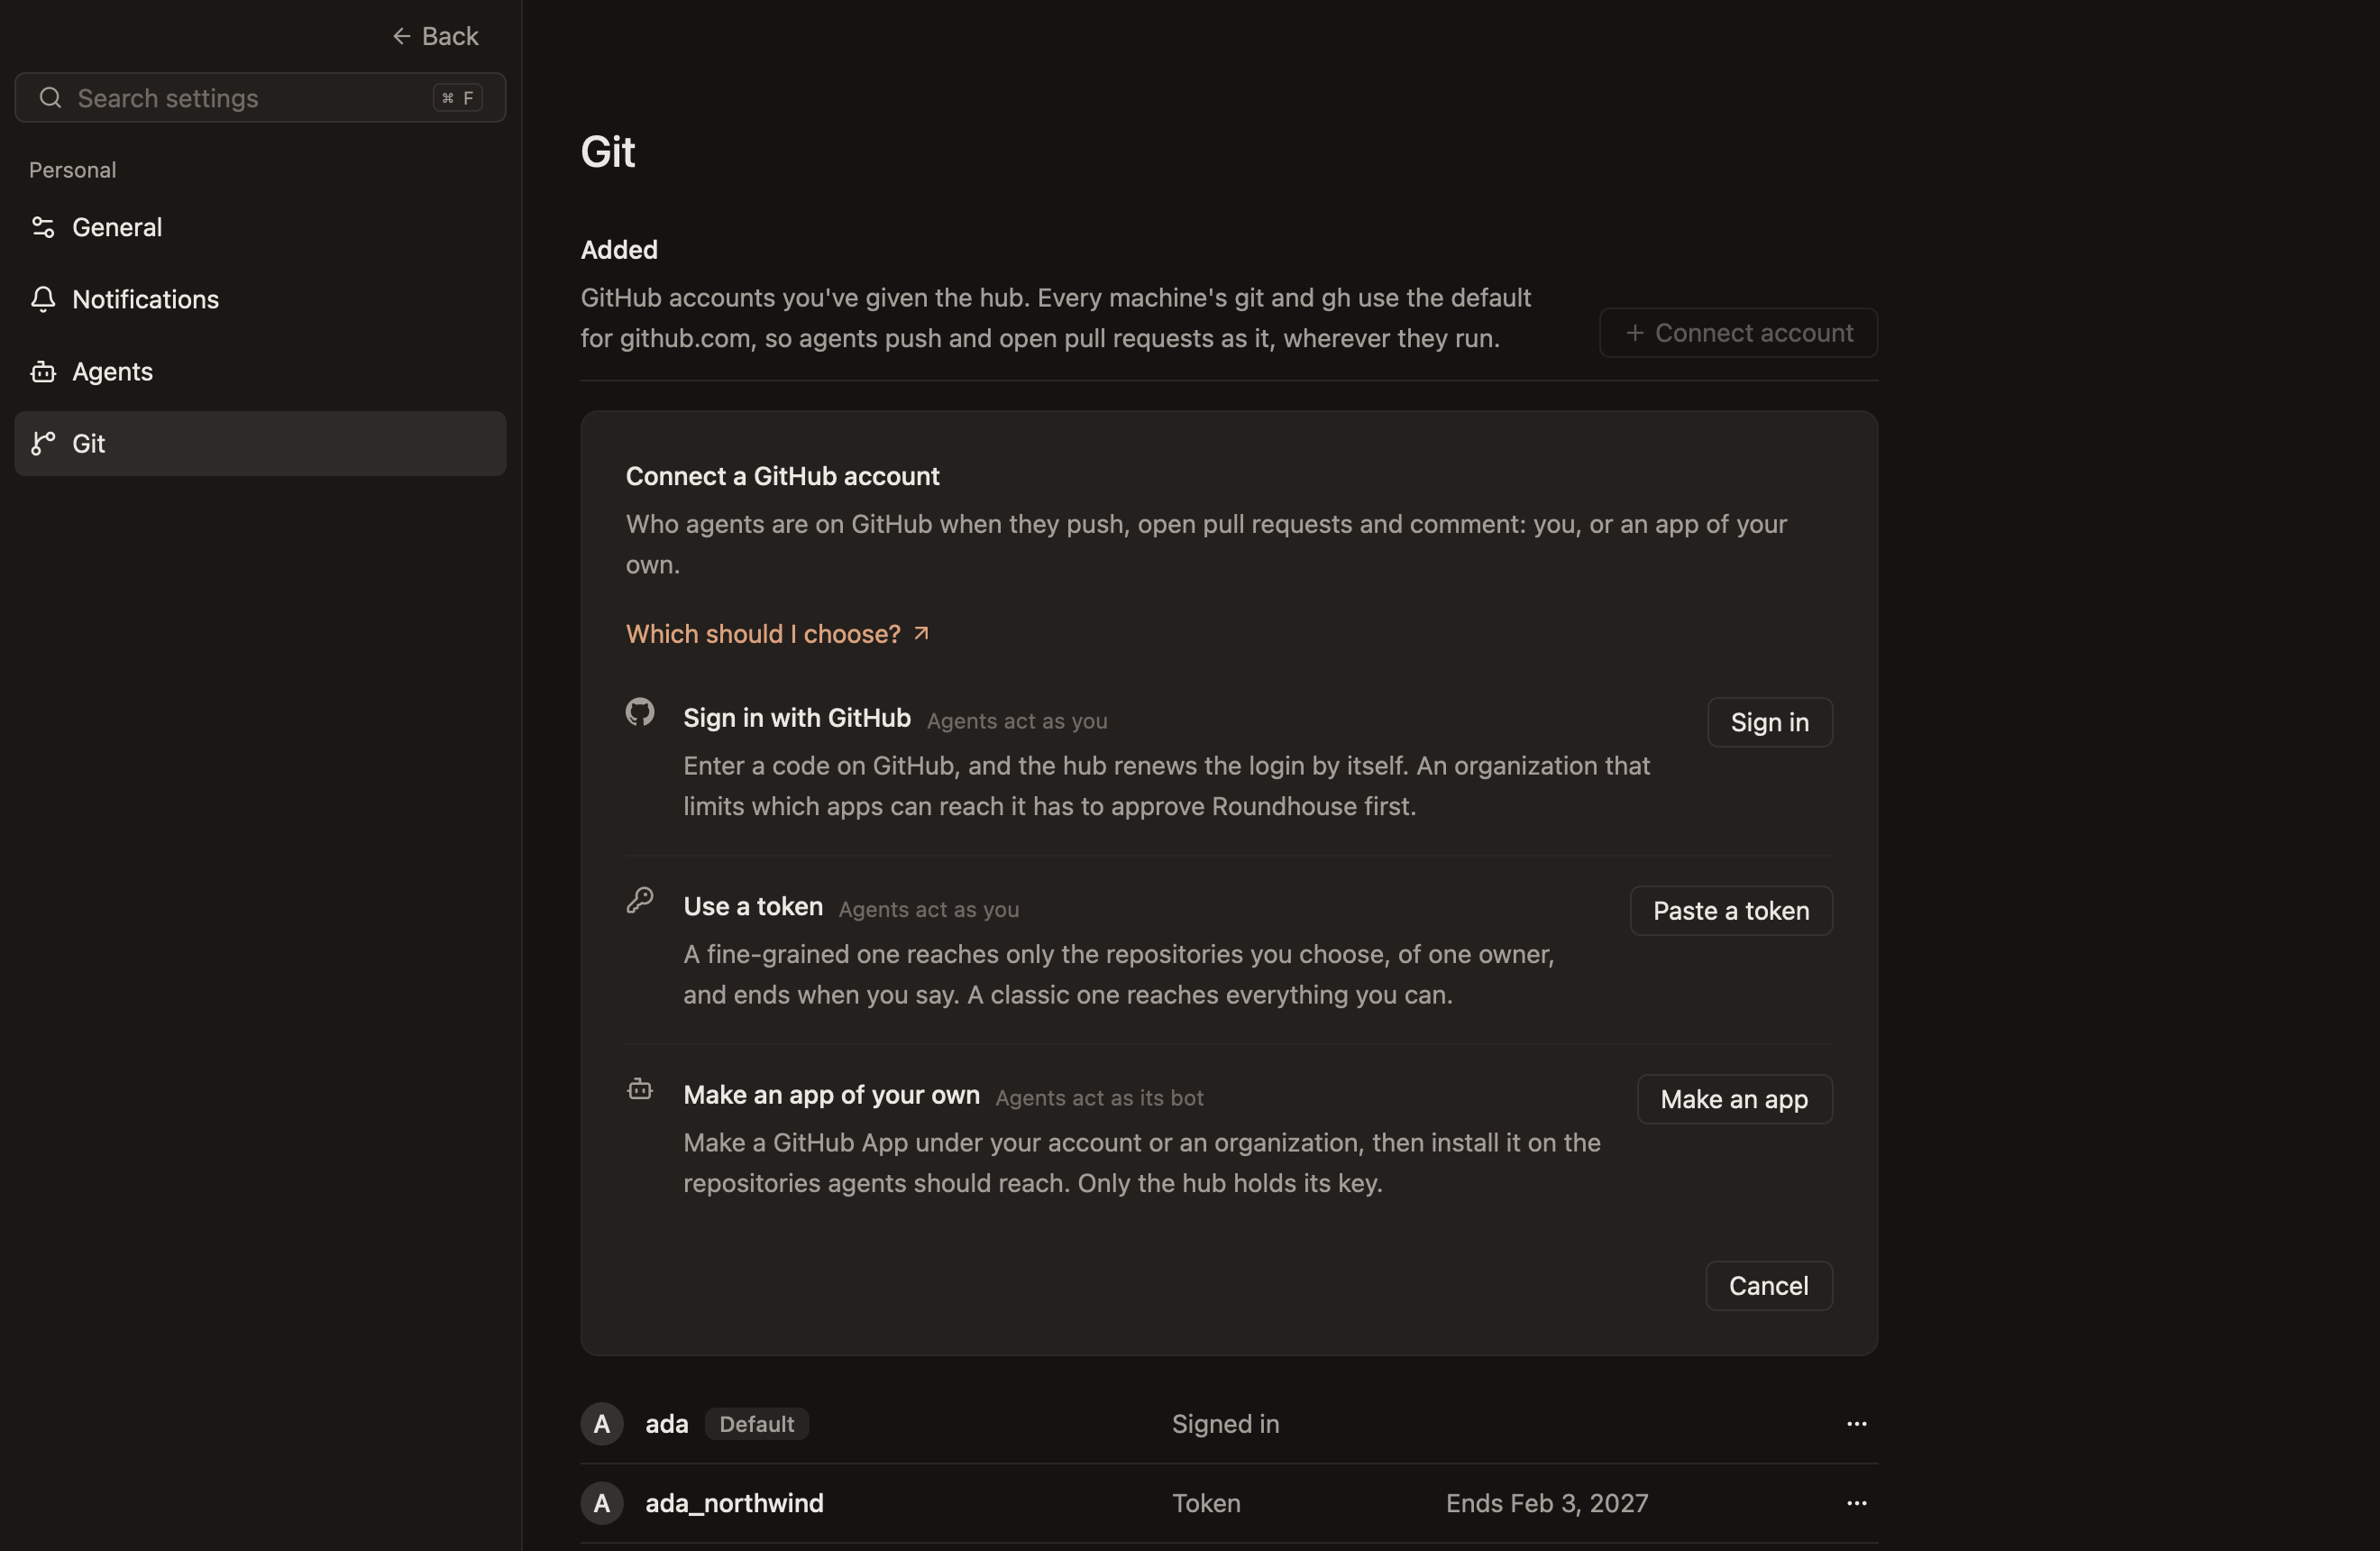 ← Back
Search settings ⌘ F
Personal
General
Notifications
Agents
Git
Git
Added
GitHub accounts you've given the hub. Every machine's git and gh use the default
for github.com, so agents push and open pull requests as it, wherever they run.
+ Connect account
Connect a GitHub account
Who agents are on GitHub when they push, open pull requests and comment: you, or an app of your
own.
Which should I choose? ↗
Sign in with GitHub Agents act as you
Sign in
Enter a code on GitHub, and the hub renews the login by itself. An organization that
limits which apps can reach it has to approve Roundhouse first.
Use a token Agents act as you
Paste a token
A fine-grained one reaches only the repositories you choose, of one owner,
and ends when you say. A classic one reaches everything you can.
Make an app of your own Agents act as its bot
Make an app
Make a GitHub App under your account or an organization, then install it on the
repositories agents should reach. Only the hub holds its key.
Cancel
A ada Default Signed in ···
A ada_northwind Token Ends Feb 3, 2027 ···